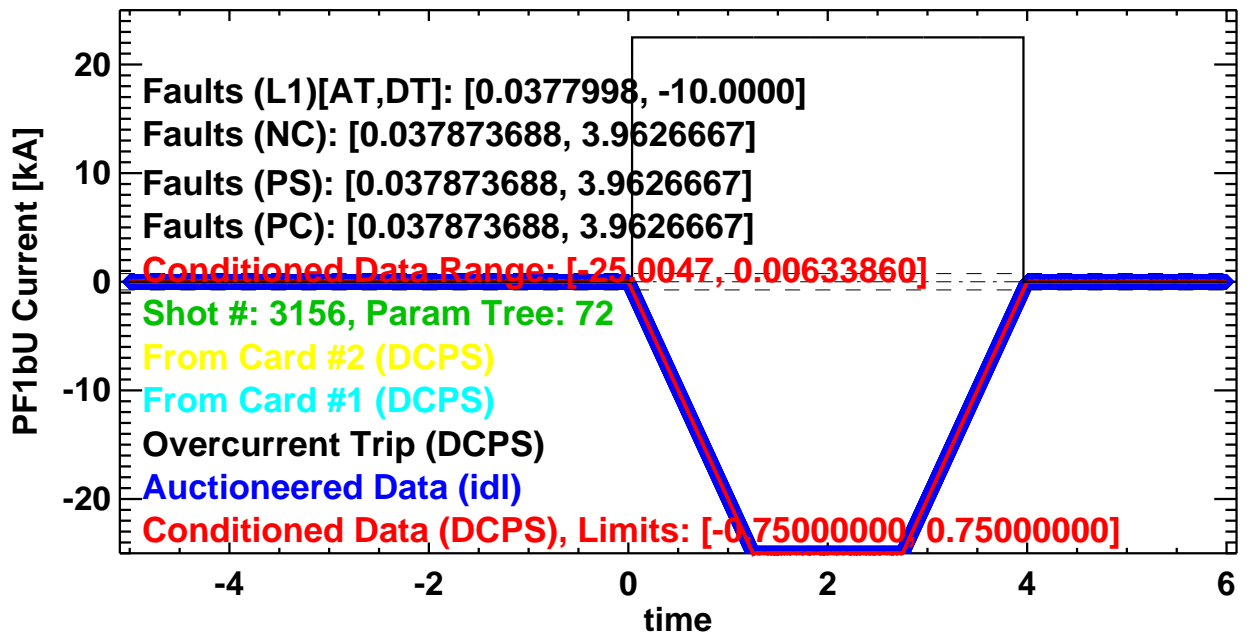 20
10
0
-10
-20
PF1bU Current [kA]
Faults (L1)[AT,DT]: [0.0377998, -10.0000]
Faults (NC): [0.037873688, 3.9626667]
Faults (PS): [0.037873688, 3.9626667]
Faults (PC): [0.037873688, 3.9626667]
Conditioned Data Range: [-25.0047, 0.00633860]
Shot #: 3156, Param Tree: 72
From Card #2 (DCPS)
From Card #1 (DCPS)
Overcurrent Trip (DCPS)
Auctioneered Data (idl)
Conditioned Data (DCPS), Limits: [-0.75000000, 0.75000000]
-4 -2 0 2 4 6
time